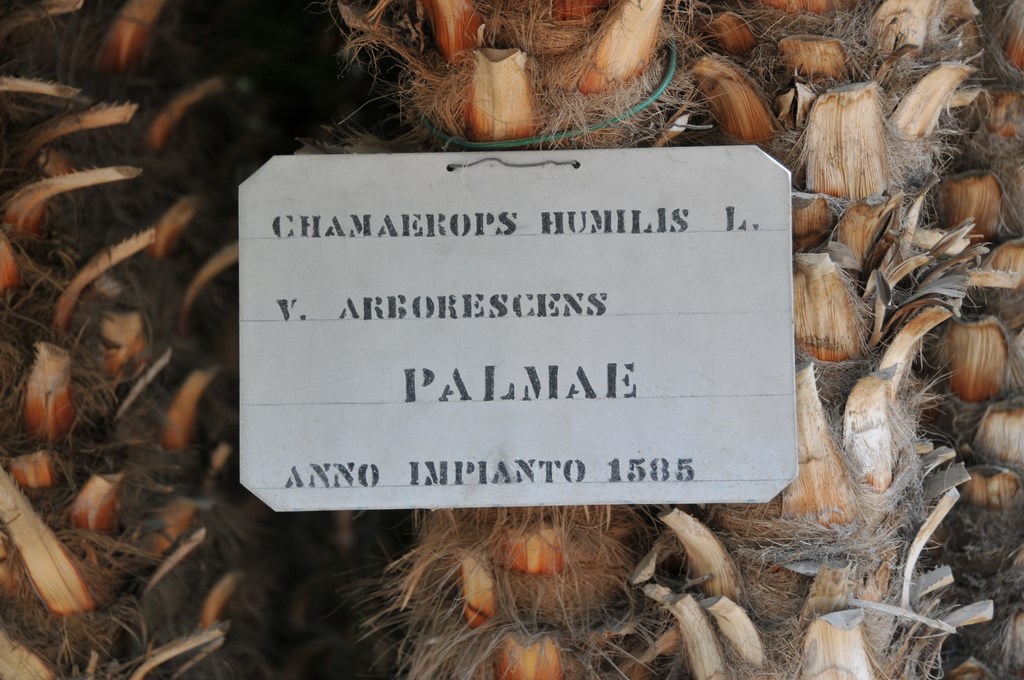 CHAMAEROPS HUMILIS L.
V. ARBORESCENS
PALMAE
ANNO IMPIANTO 1585